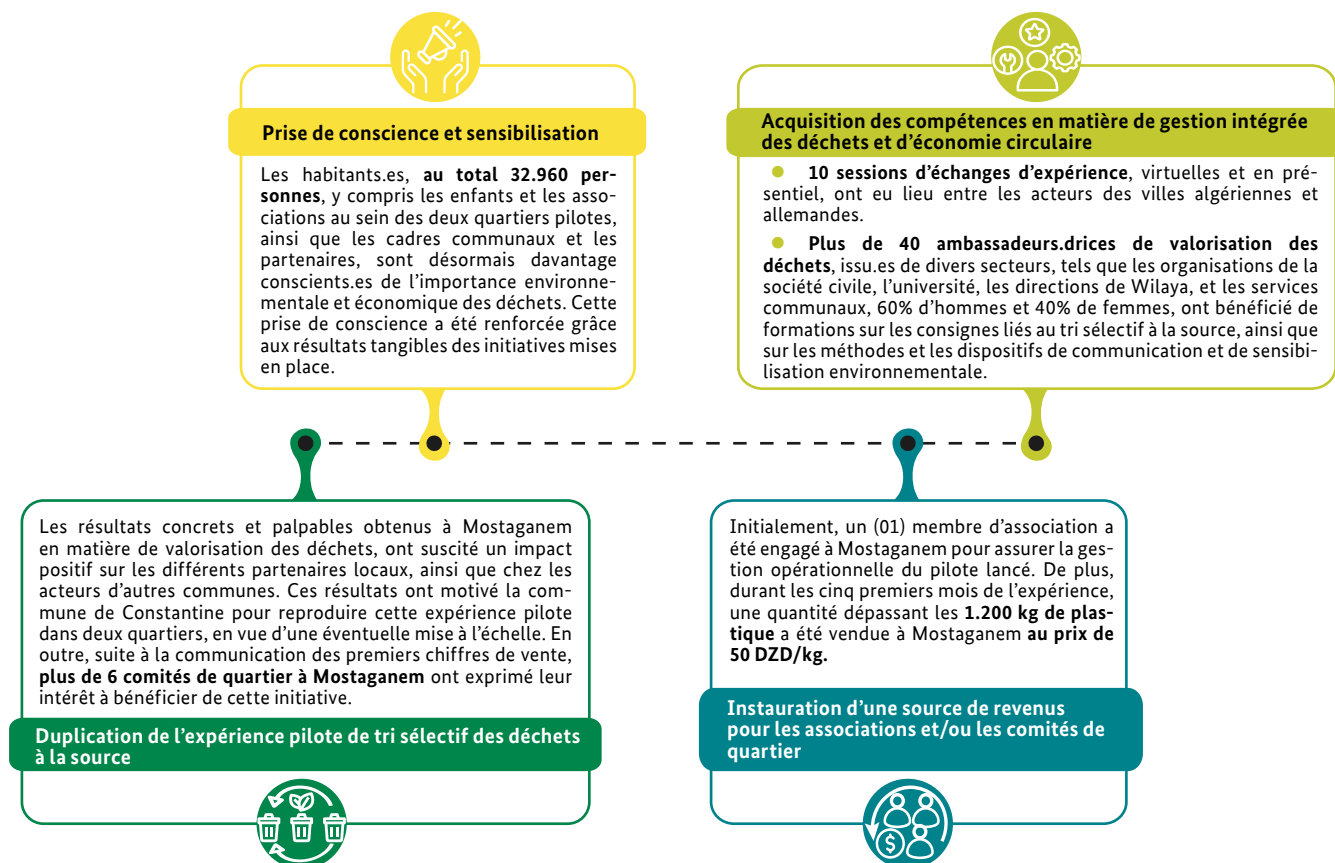 Prise de conscience et sensibilisation
Les habitants.es, au total 32.960 per-
sonnes, y compris les enfants et les asso-
ciations au sein des deux quartiers pilotes,
ainsi que les cadres communaux et les
partenaires, sont désormais davantage
conscients.es de l'importance environne-
mentale et économique des déchets. Cette
prise de conscience a été renforcée grâce
aux résultats tangibles des initiatives mises
en place.
Acquisition des compétences en matière de gestion intégrée
des déchets et d'économie circulaire
● 10 sessions d'échanges d'expérience, virtuelles et en pré-
sentiel, ont eu lieu entre les acteurs des villes algériennes et
allemandes.
● Plus de 40 ambassadeurs.drices de valorisation des
déchets, issu.es de divers secteurs, tels que les organisations de la
société civile, l'université, les directions de Wilaya, et les services
communaux, 60% d'hommes et 40% de femmes, ont bénéficié de
formations sur les consignes liés au tri sélectif à la source, ainsi que
sur les méthodes et les dispositifs de communication et de sensibi-
lisation environnementale.
Les résultats concrets et palpables obtenus à Mostaganem
en matière de valorisation des déchets, ont suscité un impact
positif sur les différents partenaires locaux, ainsi que chez les
acteurs d'autres communes. Ces résultats ont motivé la com-
mune de Constantine pour reproduire cette expérience pilote
dans deux quartiers, en vue d'une éventuelle mise à l'échelle. En
outre, suite à la communication des premiers chiffres de vente,
plus de 6 comités de quartier à Mostaganem ont exprimé leur
intérêt à bénéficier de cette initiative.
Duplication de l'expérience pilote de tri sélectif des déchets
à la source
Initialement, un (01) membre d'association a
été engagé à Mostaganem pour assurer la ges-
tion opérationnelle du pilote lancé. De plus,
durant les cinq premiers mois de l'expérience,
une quantité dépassant les 1.200 kg de plas-
tique a été vendue à Mostaganem au prix de
50 DZD/kg.
Instauration d'une source de revenus
pour les associations et/ou les comités de
quartier
$